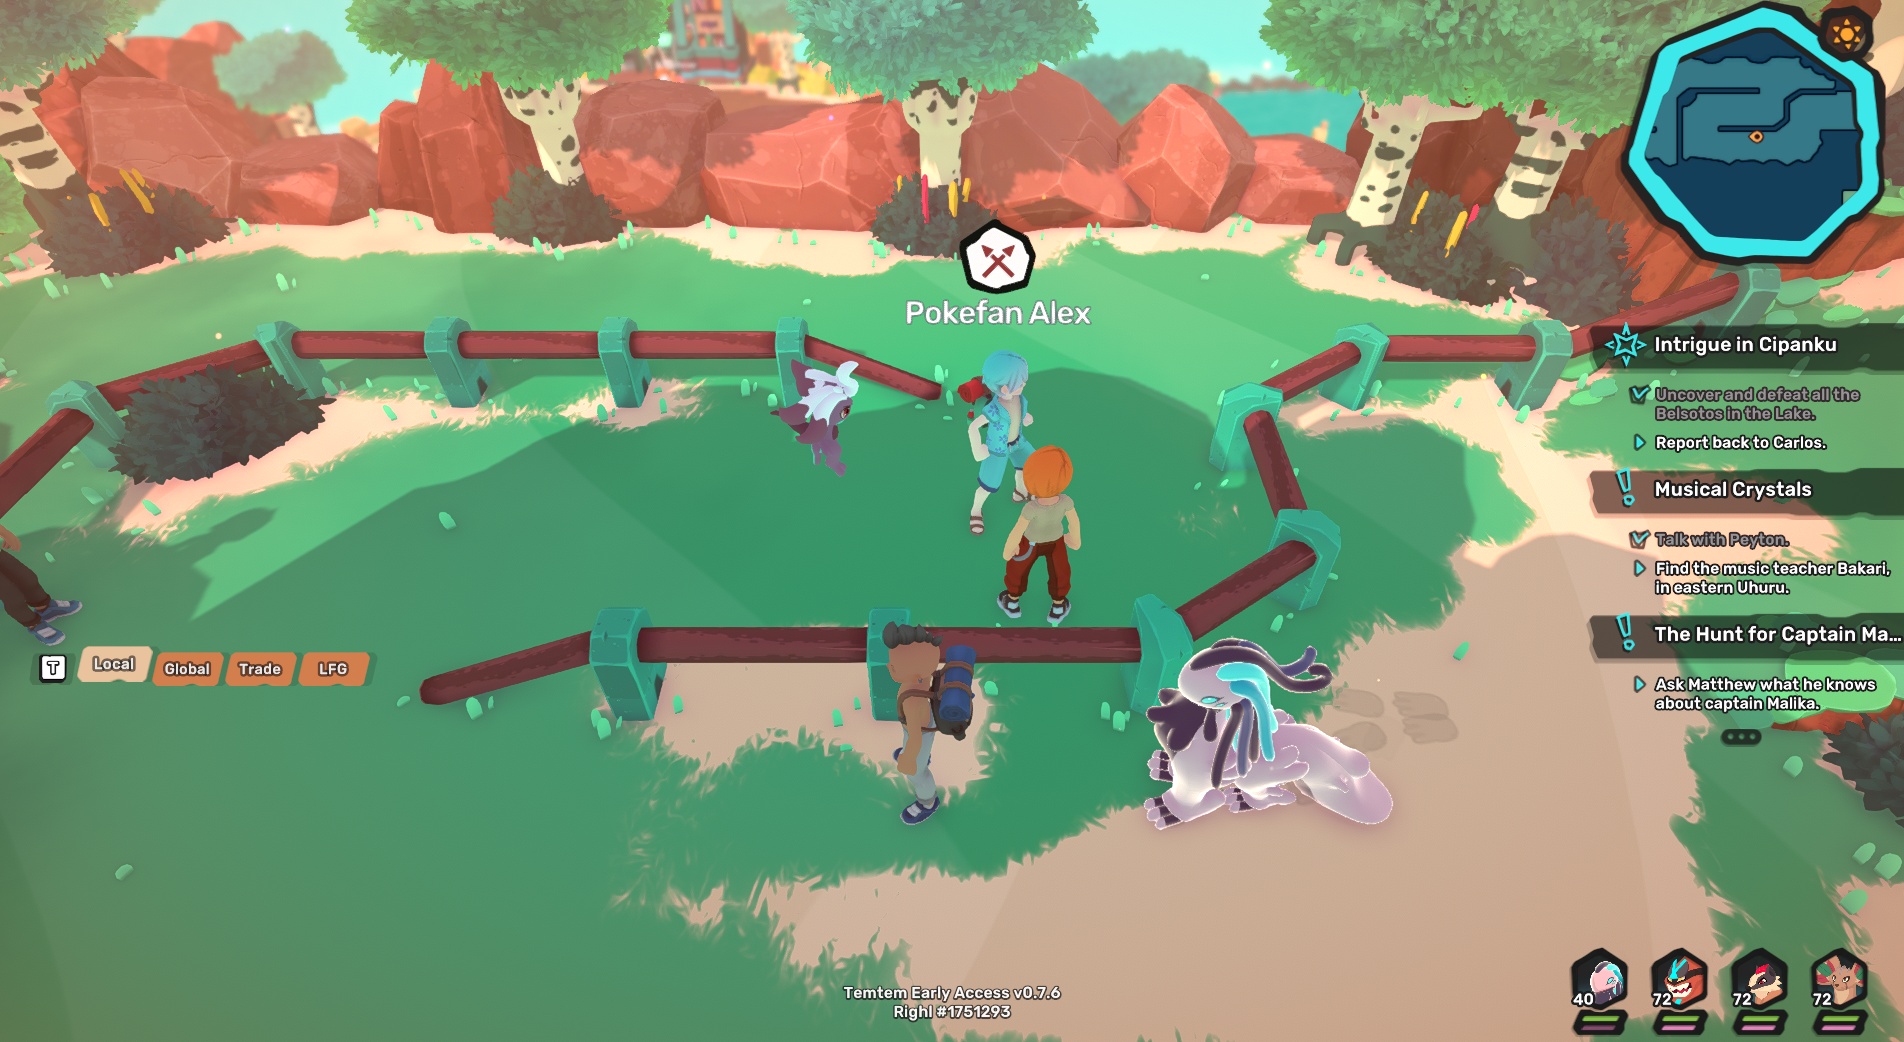 Pokefan Alex
Intrigue in Cipanku
Uncover and defeat all the
Belsotos in the Lake.
Report back to Carlos.
Musical Crystals
Talk with Peyton.
Find the music teacher Bakari,
in eastern Uhuru.
The Hunt for Captain Ma...
Ask Matthew what he knows
about captain Malika.
T
Local
Global
Trade
LFG
Temtem Early Access v0.7.6
Righl #1751293
40
72
72
72